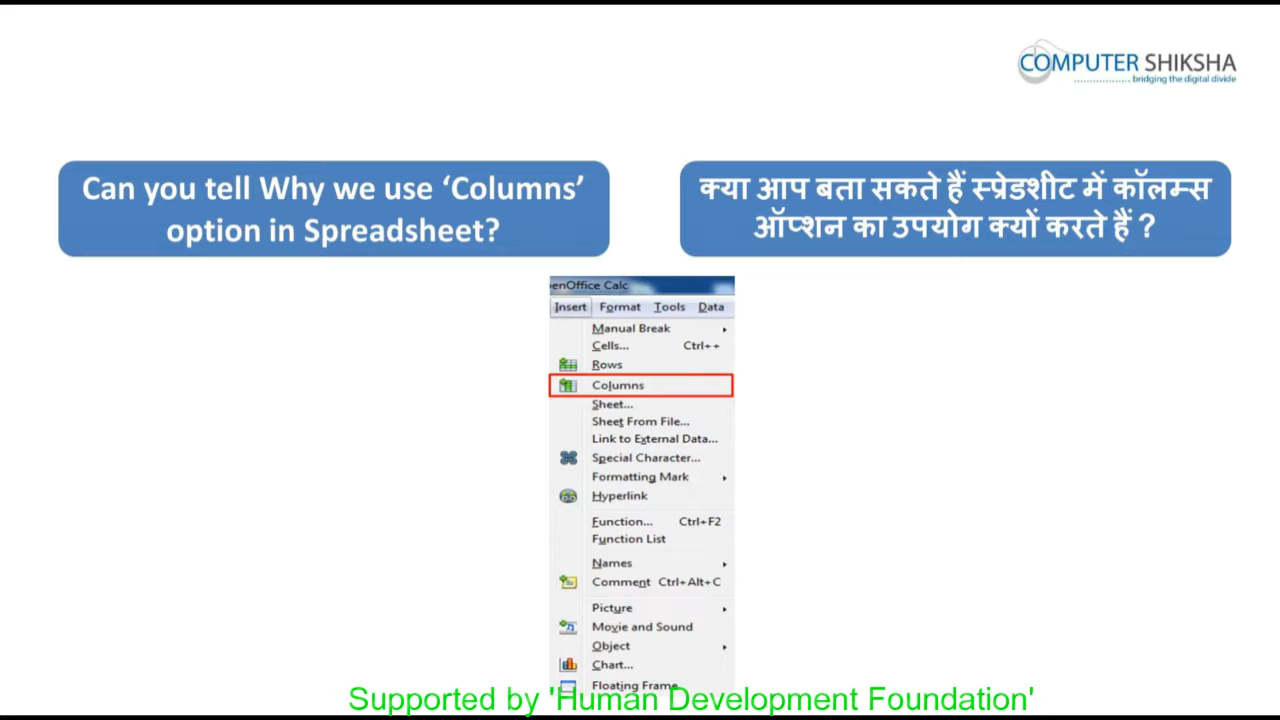 COMPUTER SHIKSHA
bridging the digital divide
Can you tell Why we use ‘Columns’
option in Spreadsheet?
क्या आप बता सकते हैं स्प्रेडशीट में कॉलम्स
ऑप्शन का उपयोग क्यों करते हैं ?
enOffice Calc
Insert Format Tools Data
Manual Break
Cells... Ctrl++
Rows
Columns
Sheet...
Sheet From File...
Link to External Data...
Special Character...
Formatting Mark
Hyperlink
Function... Ctrl+F2
Function List
Names
Comment Ctrl+Alt+C
Picture
Movie and Sound
Object
Chart...
Floating Frame
Supported by 'Human Development Foundation'